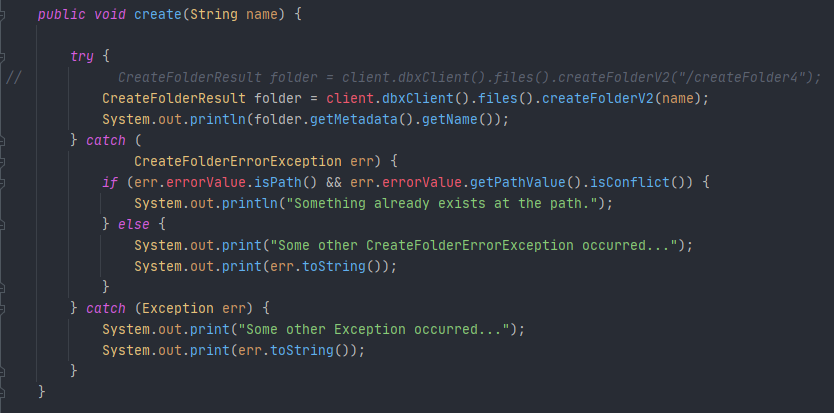 public void create(String name) {
try {
// CreateFolderResult folder = client.dbxClient().files().createFolderV2("/createFolder4");
CreateFolderResult folder = client.dbxClient().files().createFolderV2(name);
System.out.println(folder.getMetadata().getName());
} catch (
CreateFolderErrorException err) {
if (err.errorValue.isPath() && err.errorValue.getPathValue().isConflict()) {
System.out.println("Something already exists at the path.");
} else {
System.out.print("Some other CreateFolderErrorException occurred...");
System.out.print(err.toString());
}
} catch (Exception err) {
System.out.print("Some other Exception occurred...");
System.out.print(err.toString());
}
}